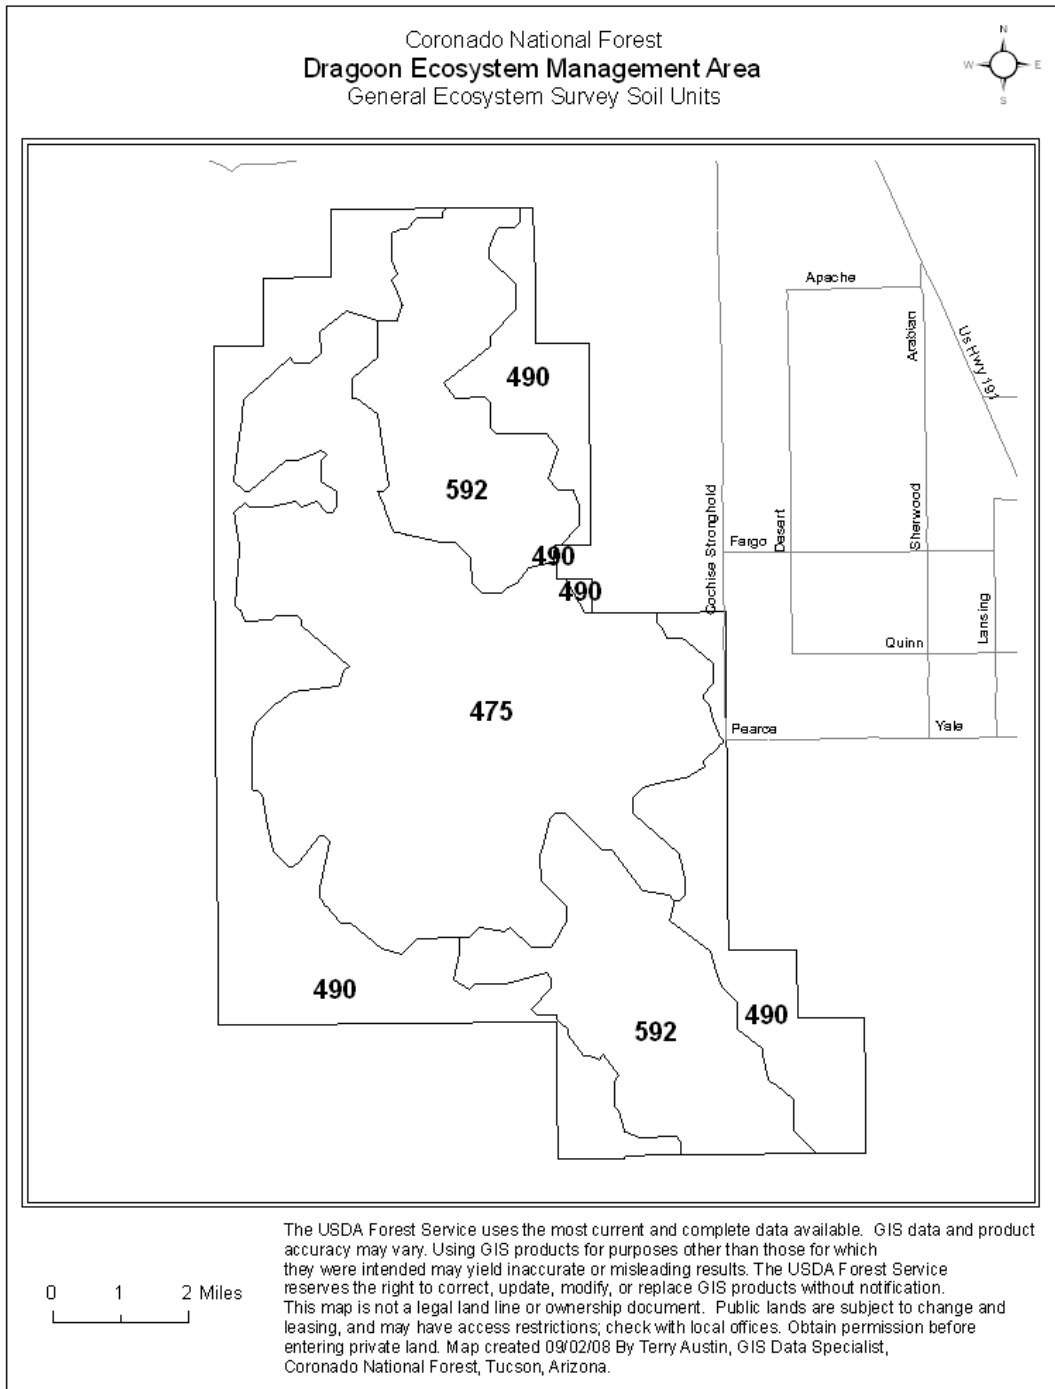 Coronado National Forest
Dragoon Ecosystem Management Area
General Ecosystem Survey Soil Units
N
W
E
S
Apache
Arabian
Us Hwy 191
490
592
Cochise Stronghold
Desert
Sherwood
Fargo
490
490
Lansing
Quinn
475
Pearce
Yale
490
592
490
0 1 2 Miles
The USDA Forest Service uses the most current and complete data available. GIS data and product
accuracy may vary. Using GIS products for purposes other than those for which
they were intended may yield inaccurate or misleading results. The USDA Forest Service
reserves the right to correct, update, modify, or replace GIS products without notification.
This map is not a legal land line or ownership document. Public lands are subject to change and
leasing, and may have access restrictions; check with local offices. Obtain permission before
entering private land. Map created 09/02/08 By Terry Austin, GIS Data Specialist,
Coronado National Forest, Tucson, Arizona.